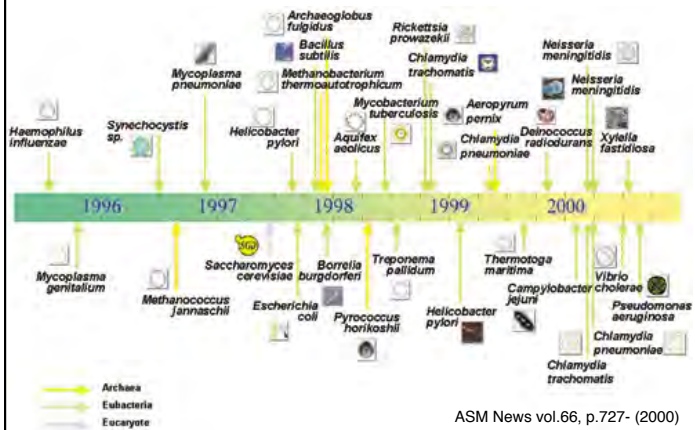 Archaeoglobus
fulgidus
Bacillus
subtilis
Methanobacterium
thermoautotrophicum
Mycoplasma
pneumoniae
Rickettsia
prowazekii
Chlamydia
trachomatis
Neisseria
meningitidis
Neisseria
meningitidis
Haemophilus
influenzae
Synechocystis
sp.
Helicobacter
pylori
Mycobacterium
tuberculosis
Aquifex
aeolicus
Aeropyrum
pernix
Chlamydia
pneumoniae
Deinococcus
radiodurans
Xylella
fastidiosa
1996 1997 1998 1999 2000
Mycoplasma
genitalium
Methanococcus
jannaschii
SGD
Saccharomyces
cerevisiae
Escherichia
coli
Borrelia
burgdorferi
Pyrococcus
horikoshii
Treponema
pallidum
Helicobacter
pylori
Thermotoga
maritima
Campylobacter
jejuni
Vibrio
cholerae
Pseudomonas
aeruginosa
Chlamydia
pneumoniae
Chlamydia
trachomatis
Archaea
Eubacteria
Eucaryote
ASM News vol.66, p.727- (2000)